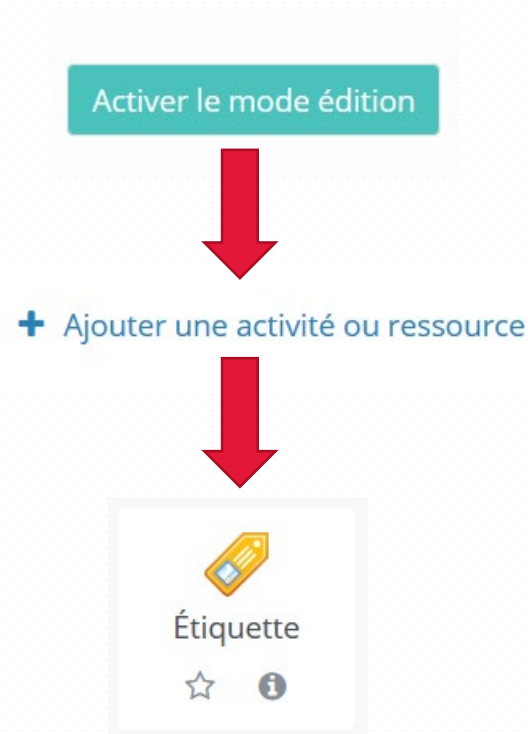 Activer le mode édition
+ Ajouter une activité ou ressource
Étiquette